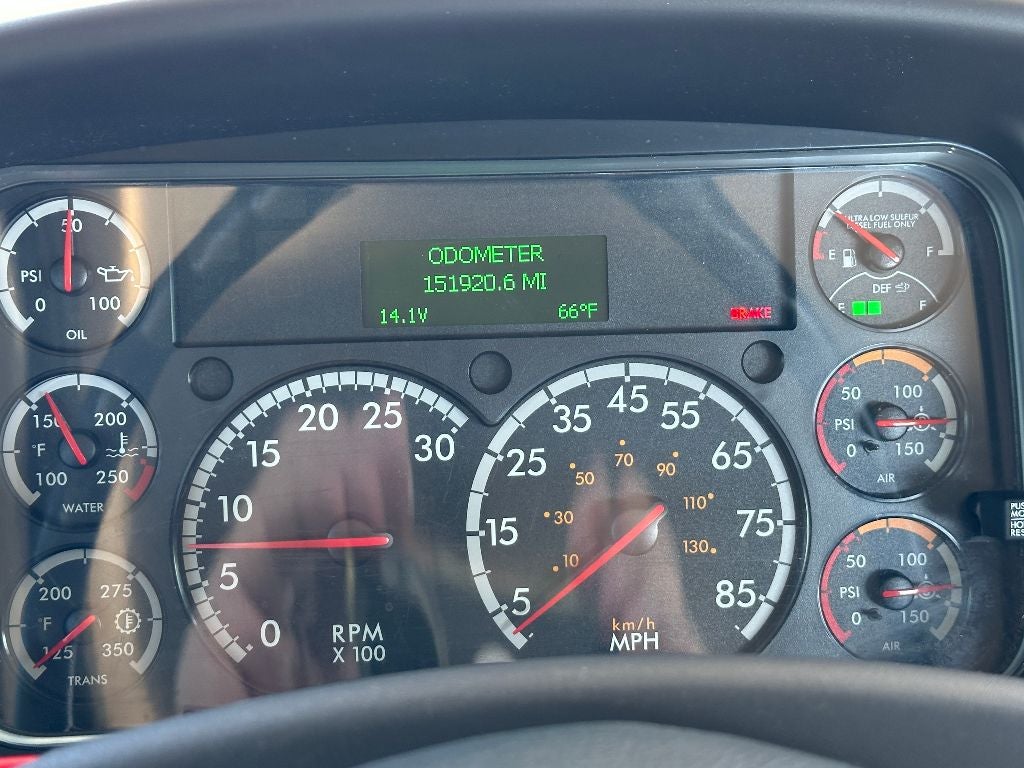 ODOMETER
151920.6 MI
14.1V 66°F
BRAKE
50
PSI
0 100
OIL
150 200
°F
100 250
WATER
200 275
°F
125 350
TRANS
0 5 10 15 20 25 30
RPM
X 100
5 15 25 35 45 55 65 75 85
10 30 50 70 90 110 130
km/h
MPH
ULTRA LOW SULFUR
DIESEL FUEL ONLY
E F
DEF
E F
50 100
PSI
0 150
AIR
50 100
PSI
0 150
AIR